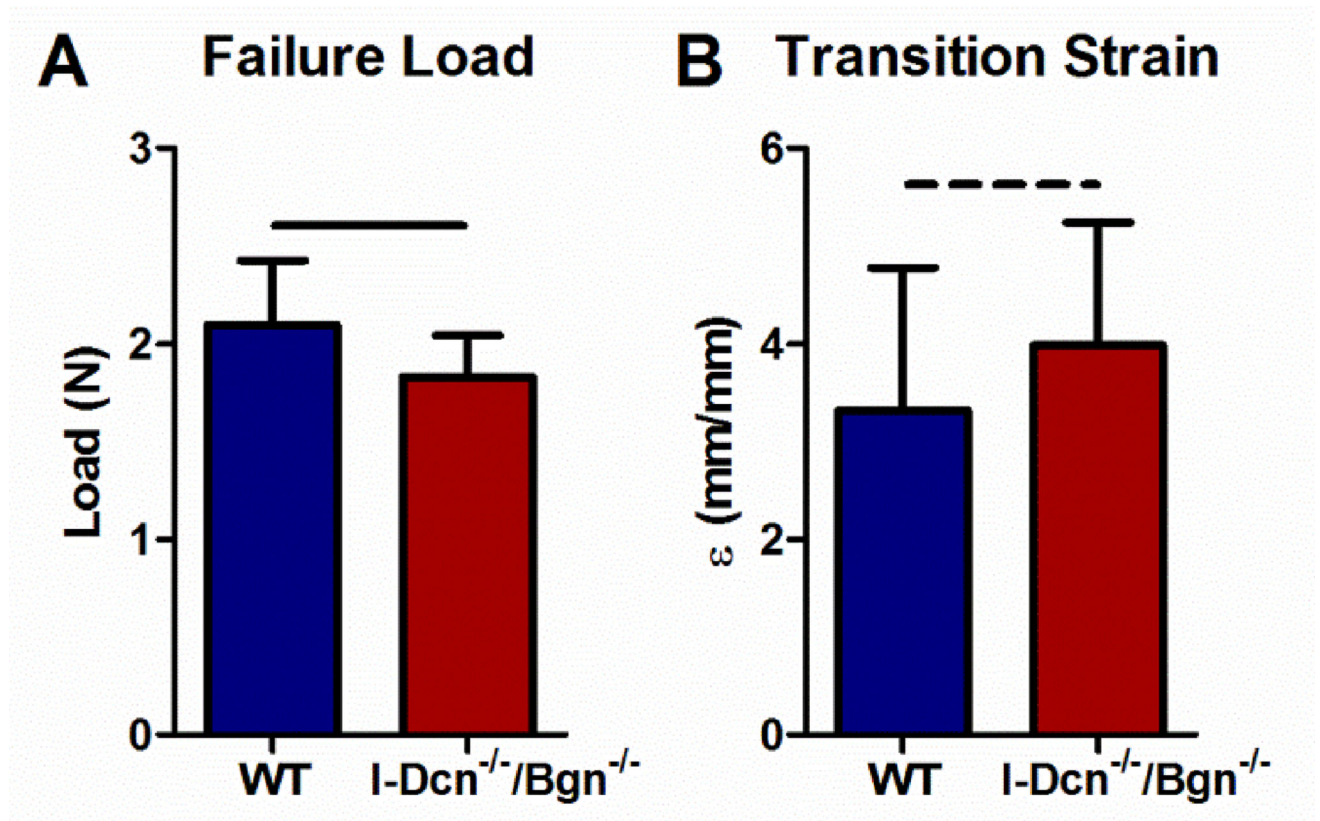 A Failure Load
Load (N)
3
2
1
0
WT I-Dcn-/-/Bgn-/-
B Transition Strain
ε (mm/mm)
6
4
2
0
WT I-Dcn-/-/Bgn-/-